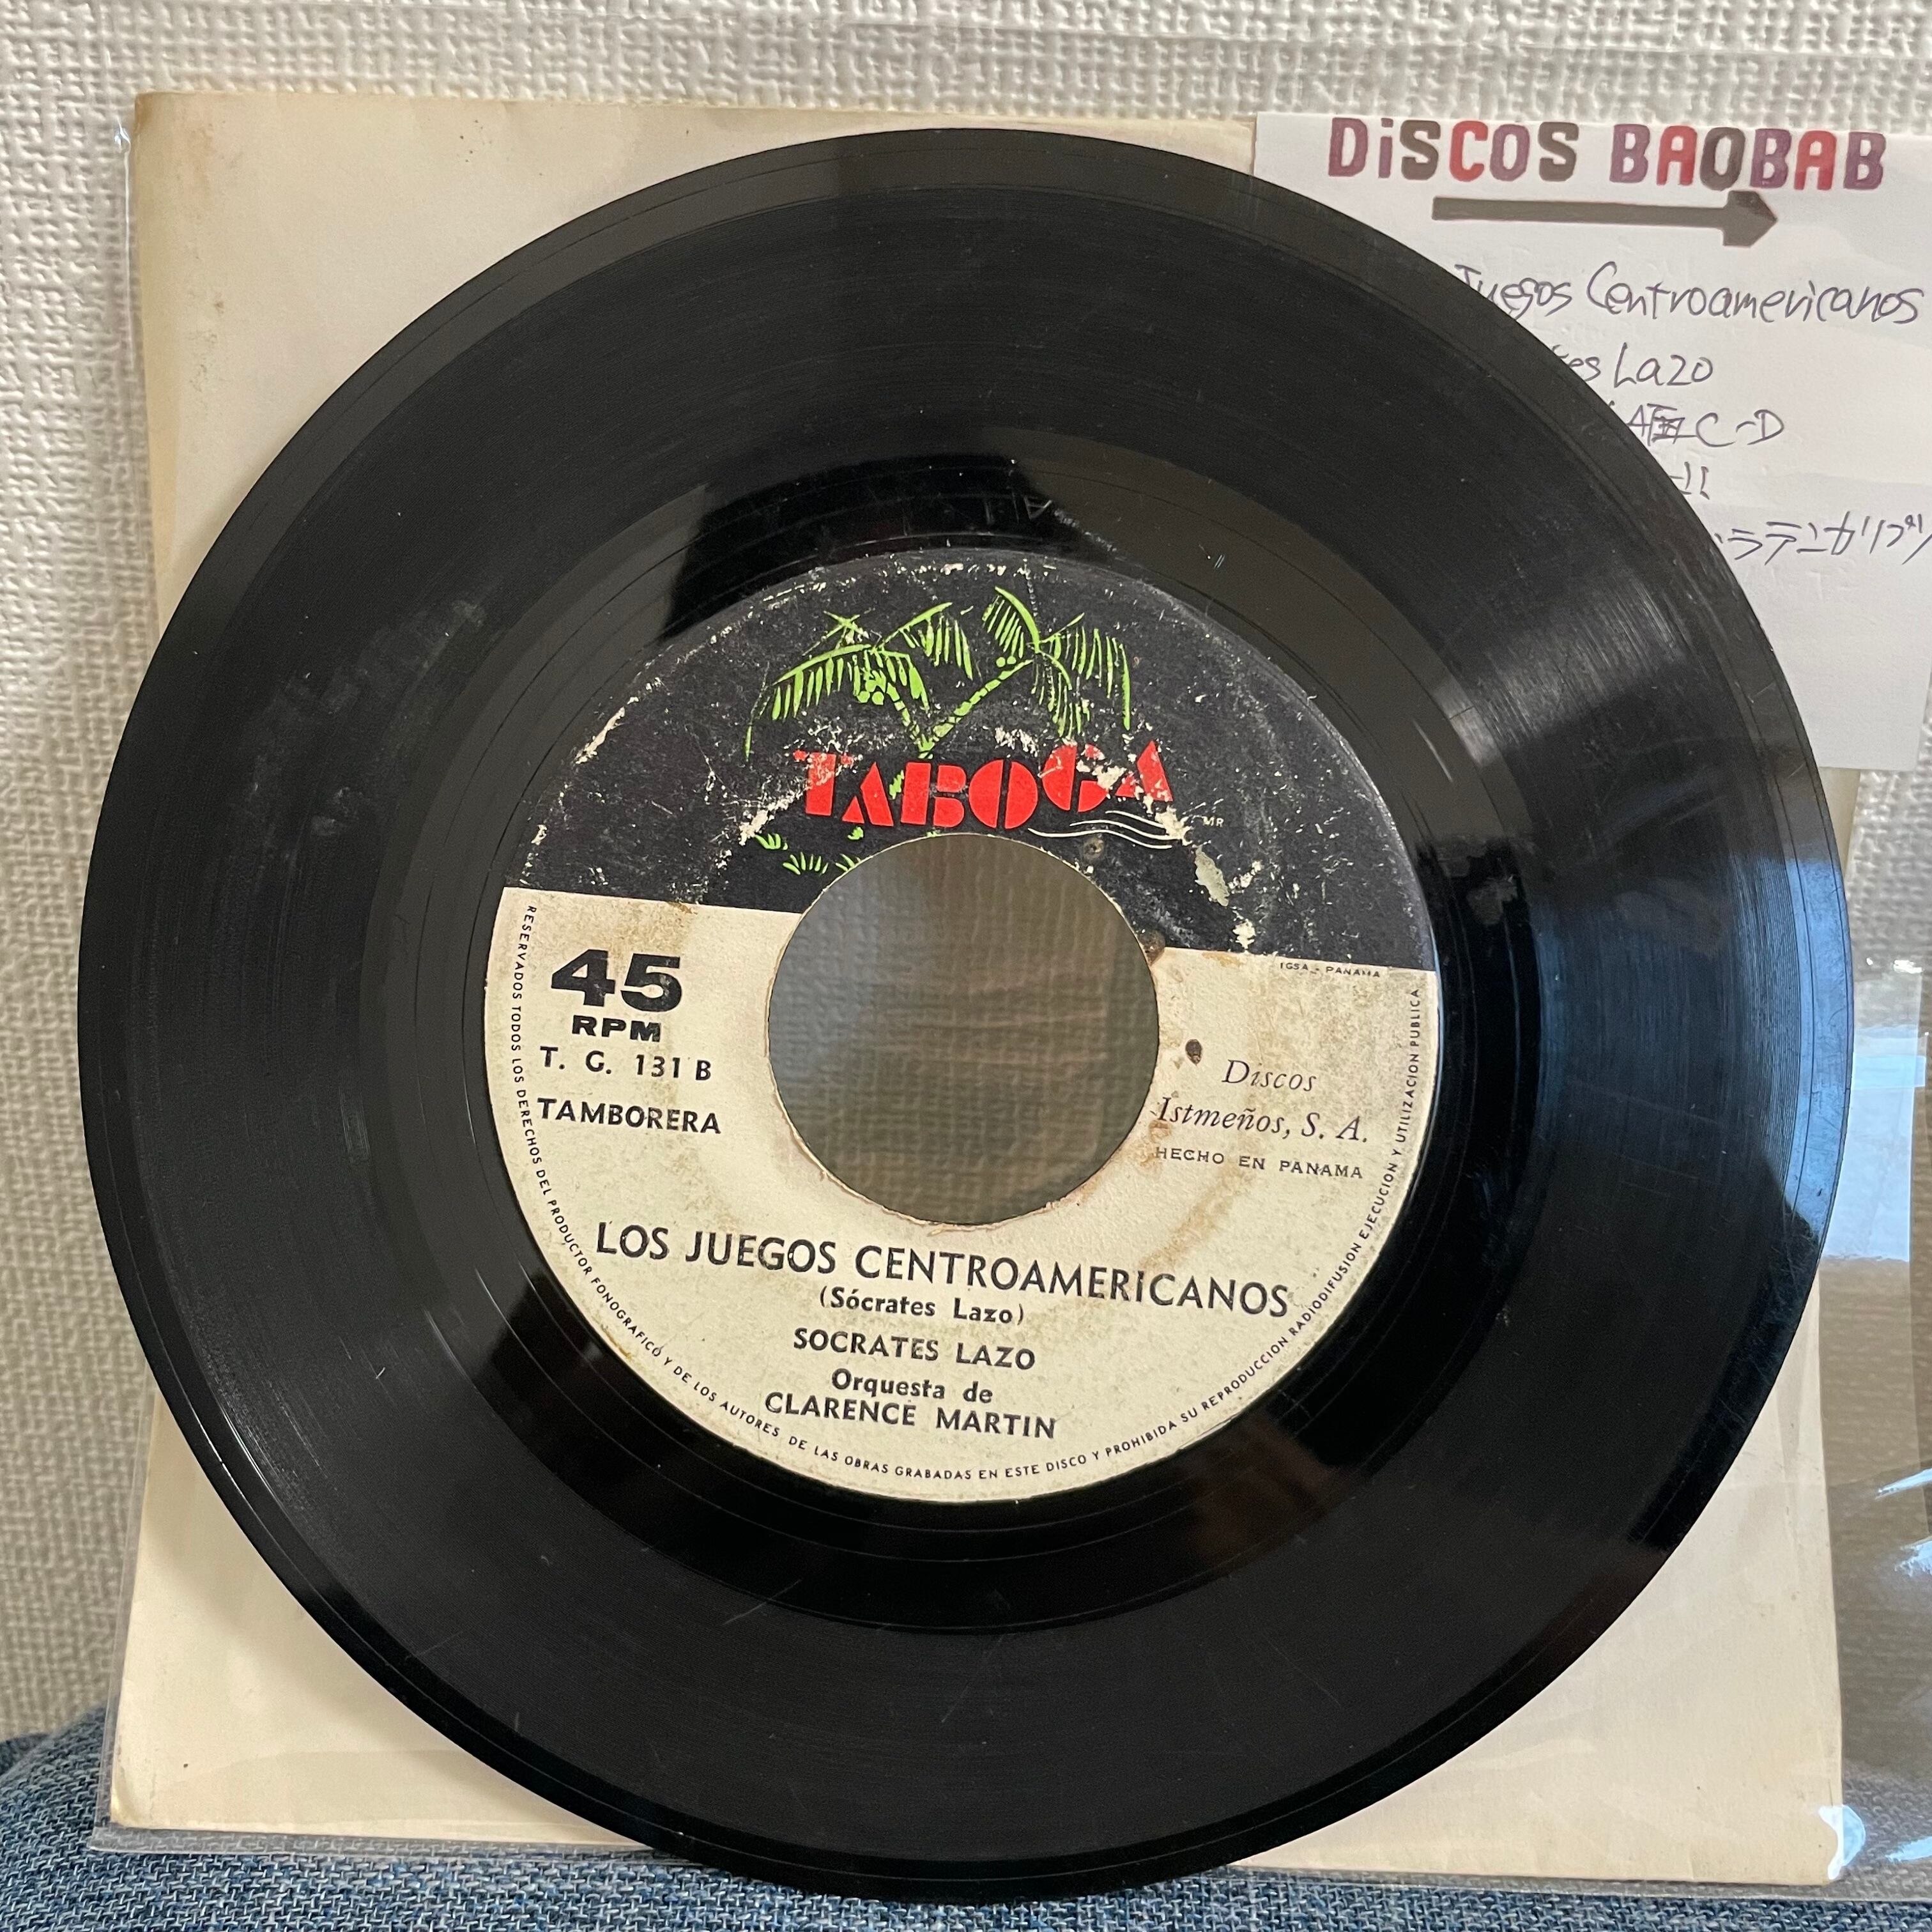 DiSCOS BAOBAB
Juegos Centroamericanos
Lazo
C-D
TABOGA
MR
45
RPM
T. G. 131 B
TAMBORERA
IGSA - PANAMA
Discos
Istmeños, S. A.
HECHO EN PANAMA
LOS JUEGOS CENTROAMERICANOS
(Sócrates Lazo)
SOCRATES LAZO
Orquesta de
CLARENCE MARTIN
RESERVADOS TODOS LOS DERECHOS DEL PRODUCTOR FONOGRAFICO Y DE LOS AUTORES DE LAS OBRAS GRABADAS EN ESTE DISCO Y PROHIBIDA SU REPRODUCCION RADIODIFUSION EJECUCION Y UTILIZACION PUBLICA